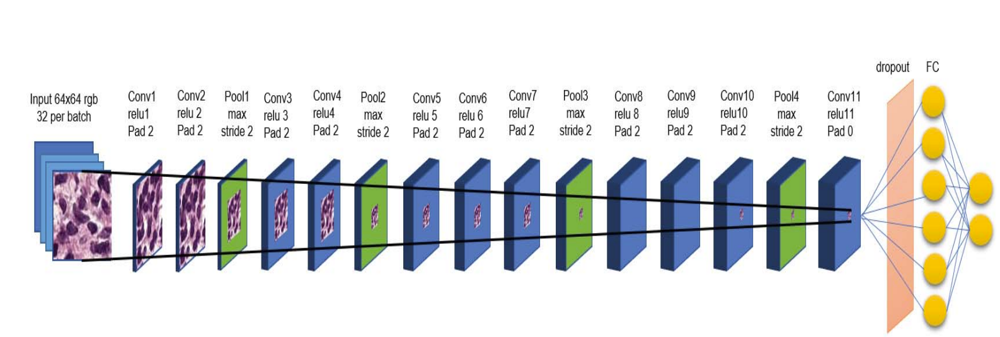 dropout
FC
Input 64x64 rgb
32 per batch
Conv1
relu1
Pad 2
Conv2
relu 2
Pad 2
Pool1
max
stride 2
Conv3
relu 3
Pad 2
Conv4
relu4
Pad 2
Pool2
max
stride 2
Conv5
relu 5
Pad 2
Conv6
relu 6
Pad 2
Conv7
relu7
Pad 2
Pool3
max
stride 2
Conv8
relu 8
Pad 2
Conv9
relu9
Pad 2
Conv10
relu10
Pad 2
Pool4
max
stride 2
Conv11
relu11
Pad 0